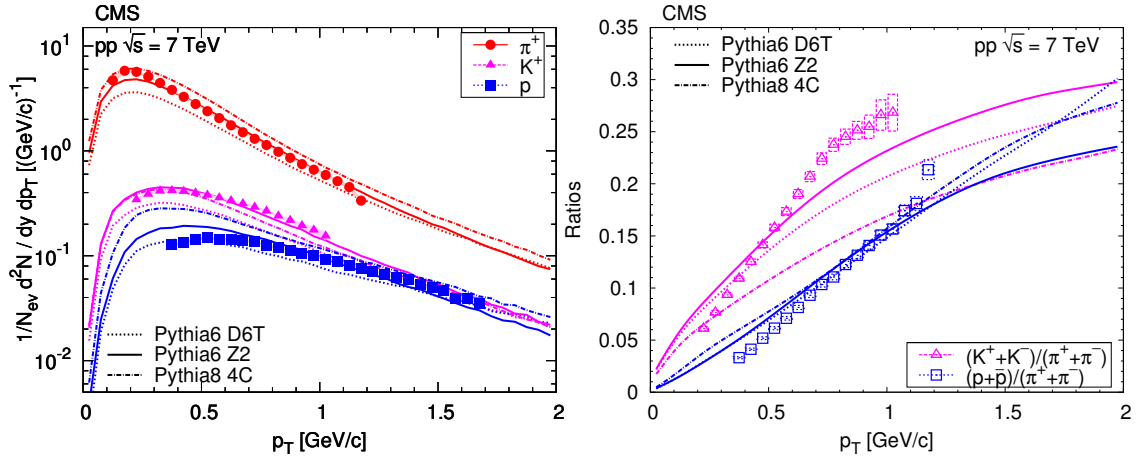 CMS
pp √s = 7 TeV
π⁺
K⁺
p
10¹
10⁰
10⁻¹
10⁻²
1/N_ev d²N / dy dp_T [(GeV/c)⁻¹]
Pythia6 D6T
Pythia6 Z2
Pythia8 4C
0 0.5 1 1.5 2
p_T [GeV/c]
CMS
pp √s = 7 TeV
Pythia6 D6T
Pythia6 Z2
Pythia8 4C
0.35
0.3
0.25
0.2
0.15
0.1
0.05
0
Ratios
(K⁺+K⁻)/(π⁺+π⁻)
(p+p̄)/(π⁺+π⁻)
0 0.5 1 1.5 2
p_T [GeV/c]